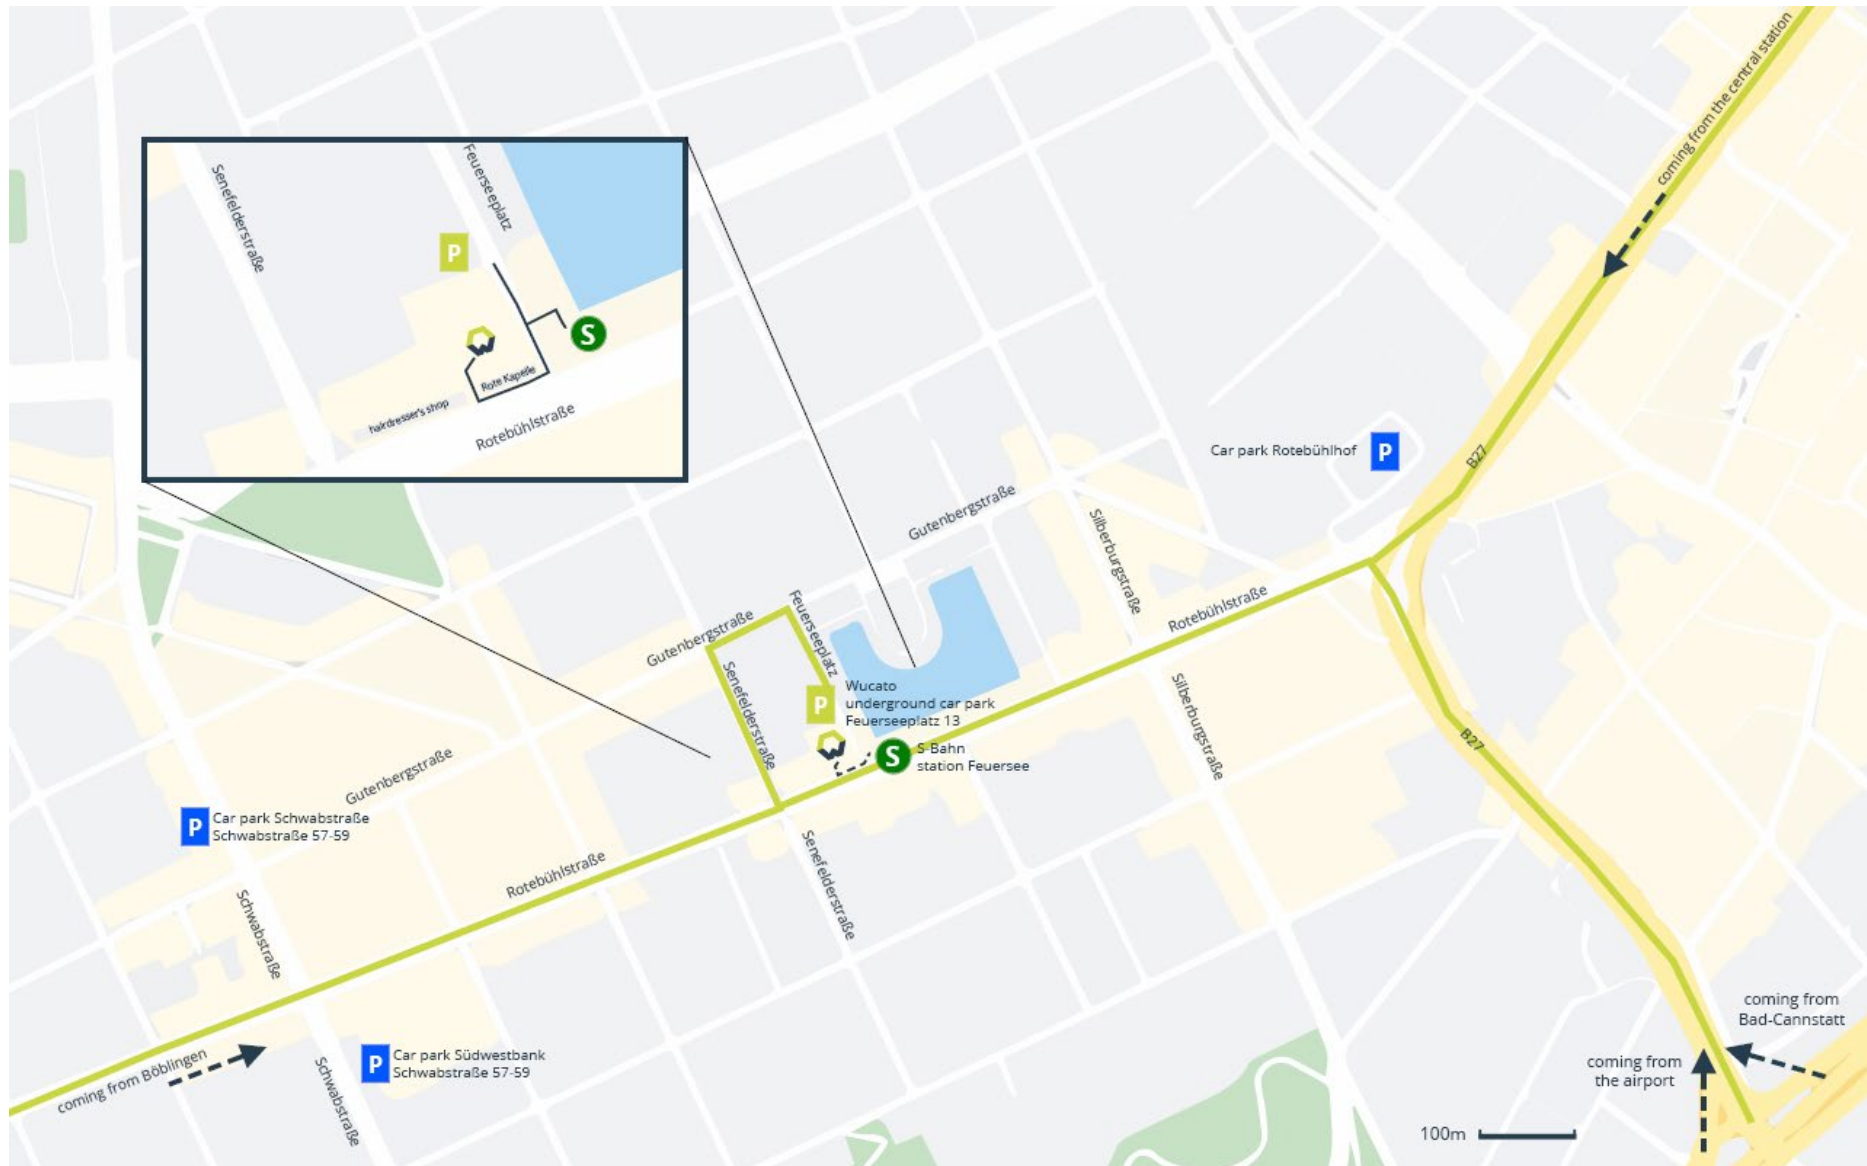 coming from the central station
Senefelderstraße
Feuerseeplatz
P
S
Rote Kapelle
hairdresser's shop
Rotebühlstraße
Car park Rotebühlhof
P
B27
Gutenbergstraße
Silberburgstraße
Rotebühlstraße
Feuerseeplatz
Gutenbergstraße
Senefelderstraße
P
Wucato
underground car park
Feuerseeplatz 13
S
S-Bahn
station Feuersee
Silberburgstraße
B27
Gutenbergstraße
P
Car park Schwabstraße
Schwabstraße 57-59
Rotebühlstraße
Senefelderstraße
Schwabstraße
coming from Böblingen
P
Car park Südwestbank
Schwabstraße 57-59
Schwabstraße
coming from
Bad-Cannstatt
coming from
the airport
100m